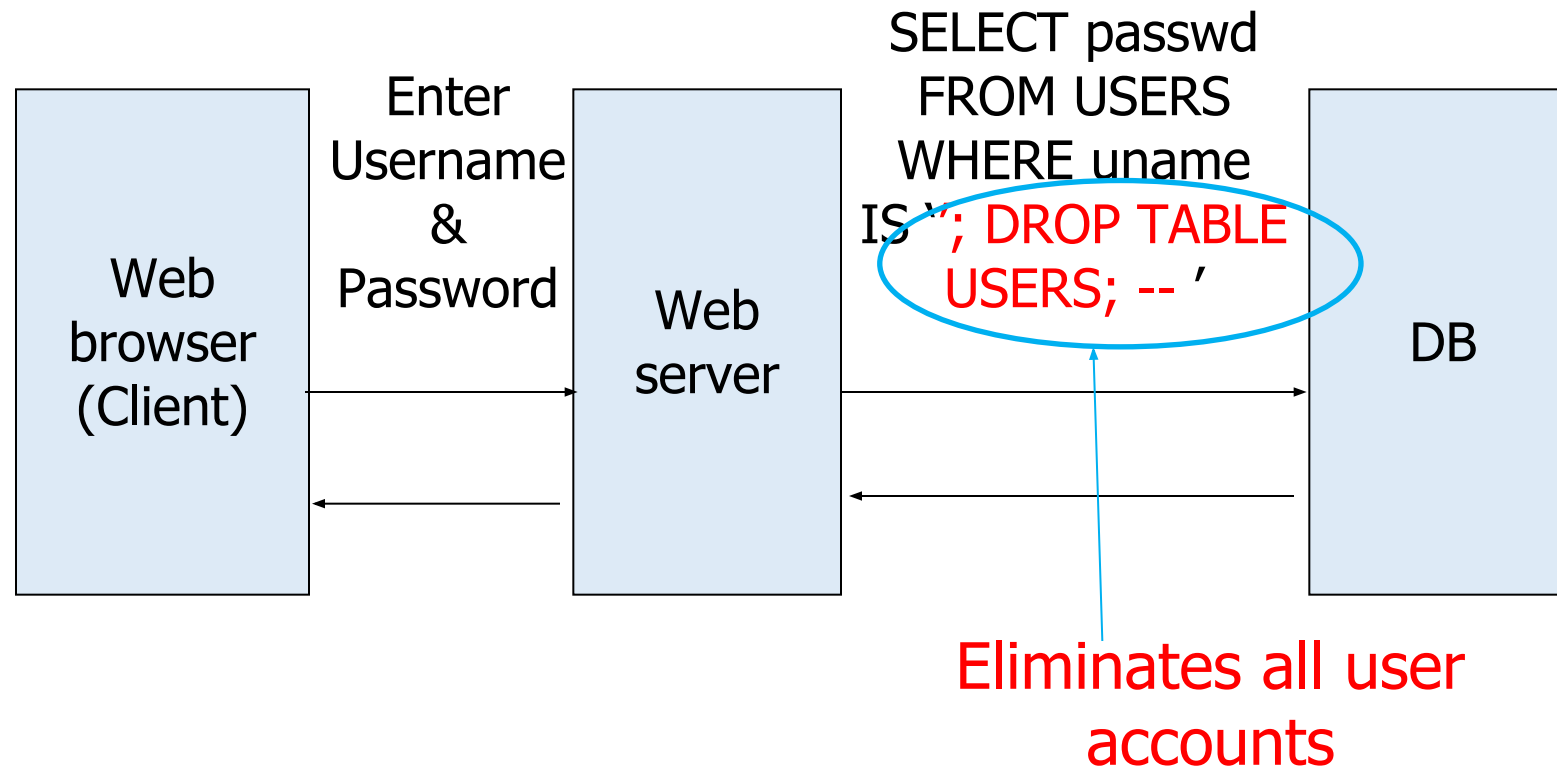 Web
browser
(Client)
Enter
Username
&
Password
Web
server
SELECT passwd
FROM USERS
WHERE uname
IS ‘’; DROP TABLE
USERS; -- ’
DB
Eliminates all user
accounts